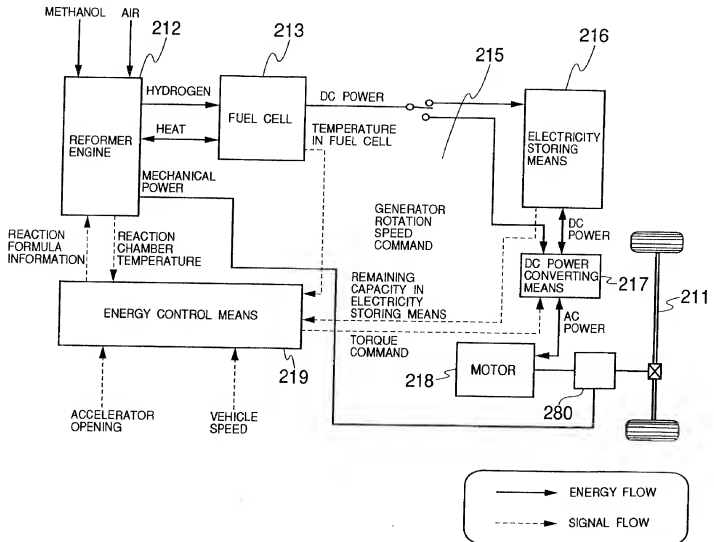 METHANOL
AIR
212
213
215
216
HYDROGEN
DC POWER
REFORMER
ENGINE
HEAT
FUEL CELL
TEMPERATURE
IN FUEL CELL
ELECTRICITY
STORING
MEANS
MECHANICAL
POWER
REACTION
FORMULA
INFORMATION
REACTION
CHAMBER
TEMPERATURE
GENERATOR
ROTATION
SPEED
COMMAND
DC
POWER
DC POWER
CONVERTING
MEANS
217
211
REMAINING
CAPACITY IN
ELECTRICITY
STORING MEANS
ENERGY CONTROL MEANS
AC
POWER
TORQUE
COMMAND
219
218
MOTOR
280
ACCELERATOR
OPENING
VEHICLE
SPEED
ENERGY FLOW
SIGNAL FLOW